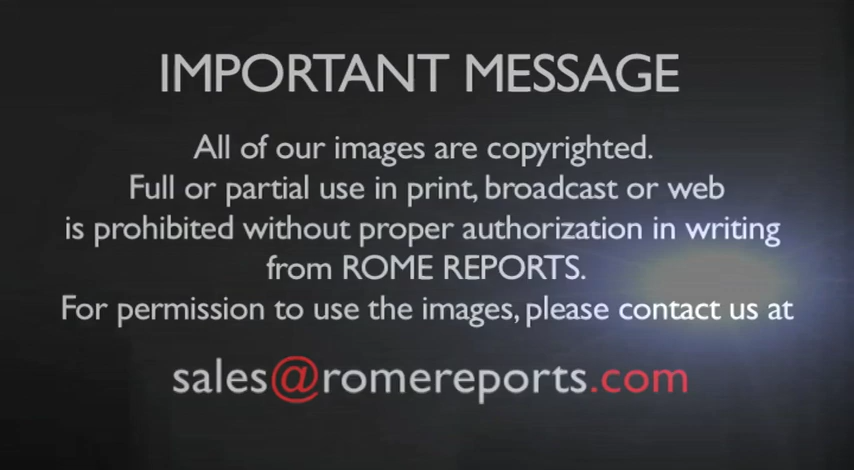 IMPORTANT MESSAGE
All of our images are copyrighted.
Full or partial use in print, broadcast or web
is prohibited without proper authorization in writing
from ROME REPORTS.
For permission to use the images, please contact us at
sales@romereports.com